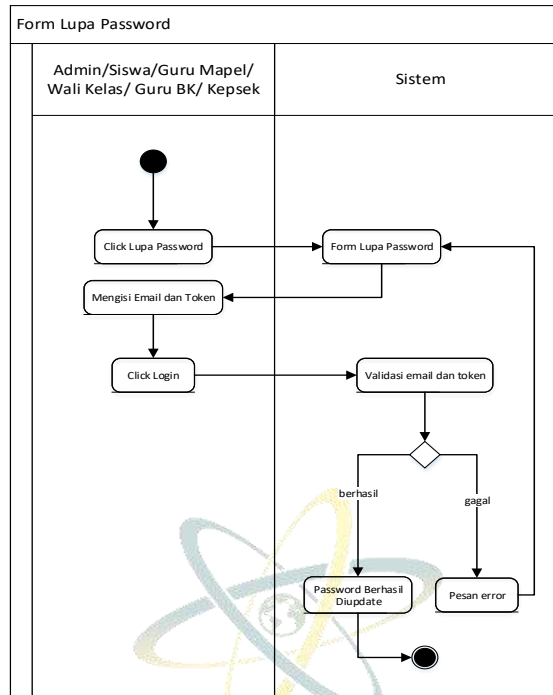 Form Lupa Password
Admin/Siswa/Guru Mapel/
Wali Kelas/ Guru BK/ Kepsek
Sistem
Click Lupa Password
Form Lupa Password
Mengisi Email dan Token
Click Login
Validasi email dan token
berhasil
gagal
Password Berhasil
Diupdate
Pesan error